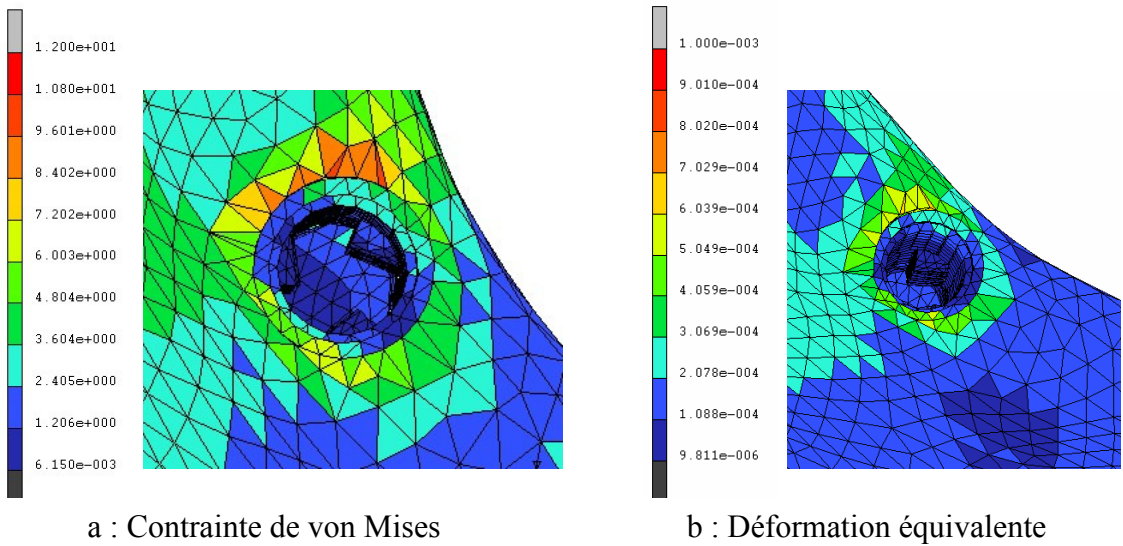 1.200e+001
1.080e+001
9.601e+000
8.402e+000
7.202e+000
6.003e+000
4.804e+000
3.604e+000
2.405e+000
1.206e+000
6.150e-003
a : Contrainte de von Mises
1.000e-003
9.010e-004
8.020e-004
7.029e-004
6.039e-004
5.049e-004
4.059e-004
3.069e-004
2.078e-004
1.088e-004
9.811e-006
b : Déformation équivalente